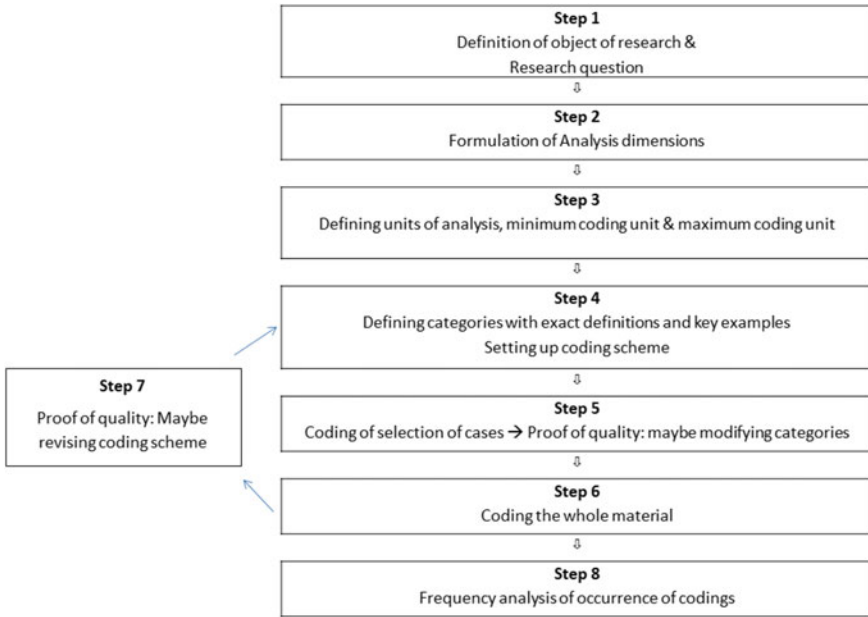 Step 1
Definition of object of research &
Research question
⇩
Step 2
Formulation of Analysis dimensions
⇩
Step 3
Defining units of analysis, minimum coding unit & maximum coding unit
⇩
Step 4
Defining categories with exact definitions and key examples
Setting up coding scheme
⇩
Step 7
Proof of quality: Maybe
revising coding scheme
Step 5
Coding of selection of cases → Proof of quality: maybe modifying categories
⇩
Step 6
Coding the whole material
⇩
Step 8
Frequency analysis of occurrence of codings